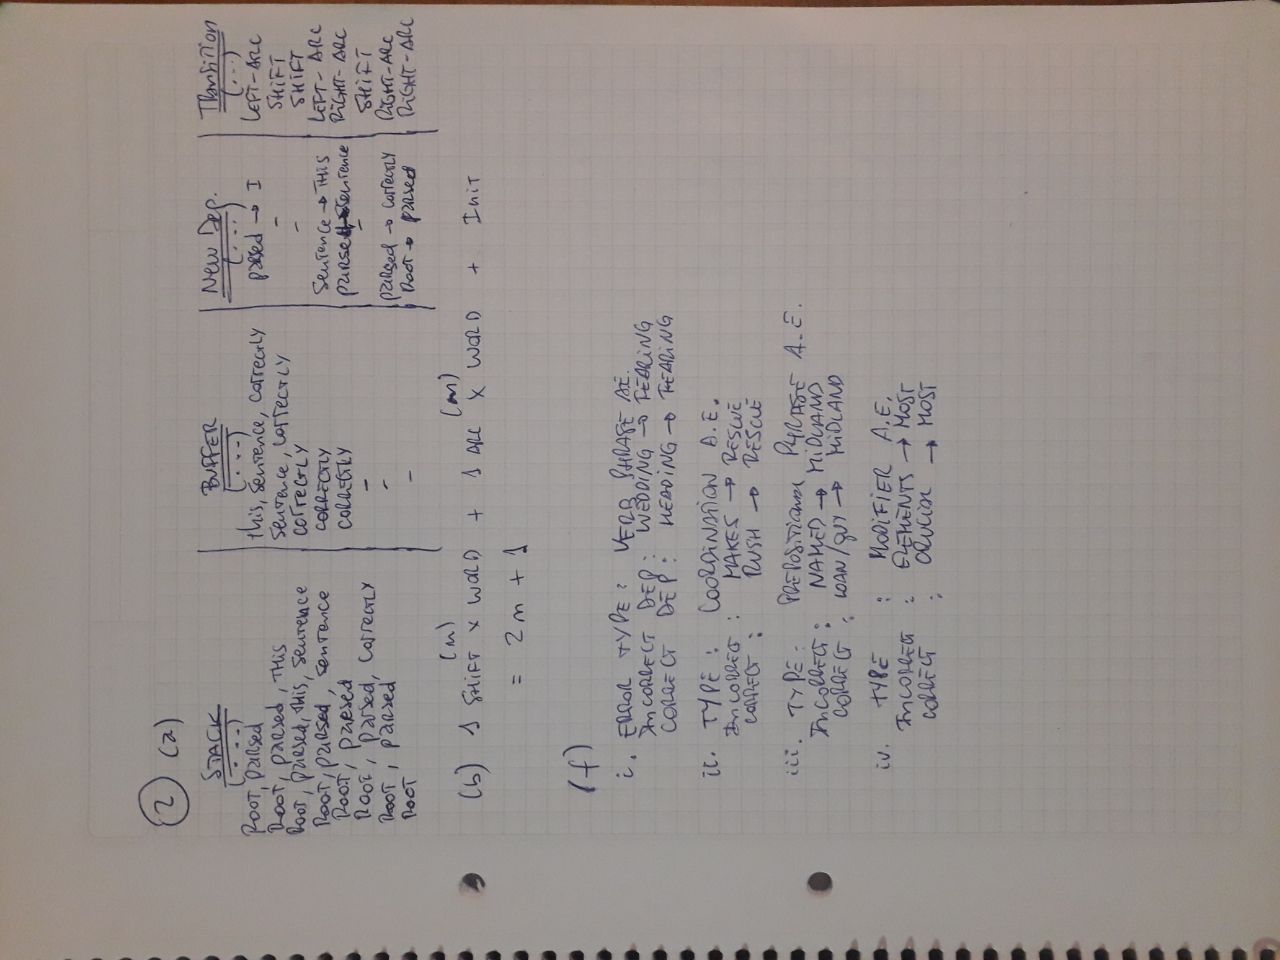 2 (a)
STACK BUFFER New Dep. Transition
(...) (...) (...) (...)
Root, parsed this, sentence, correctly parsed → I LEFT-ARC
Root, parsed, this sentence, correctly - SHIFT
Root, parsed, this, sentence correctly - SHIFT
Root, parsed, sentence CORRECTLY Sentence → THIS LEFT-ARC
Root, parsed CORRECTLY parsed → Sentence RIGHT-ARC
Root, parsed, correctly - - SHIFT
Root, parsed - parsed → correctly RIGHT-ARC
Root - Root → parsed RIGHT-ARC
(n) (n)
(b) 1 SHIFT × WORD + 1 ARC × WORD + Init
= 2n + 1
(f)
i. ERROR TYPE: VERB PHRASE A.E.
INCORRECT DEP: WEDDING → FEARING
CORRECT DEP: HEADING → FEARING
ii. TYPE: COORDINATION A.E.
INCORRECT: MAKES → RESCUE
CORRECT: RUSH → RESCUE
iii. TYPE: PREPOSITIONAL PHRASE A.E.
INCORRECT: NAMED → MIDLAND
CORRECT: LOAN/GUY → MIDLAND
iv. TYPE: MODIFIER A.E.
INCORRECT: ELEMENTS → MOST
CORRECT: CRUCIAL → MOST